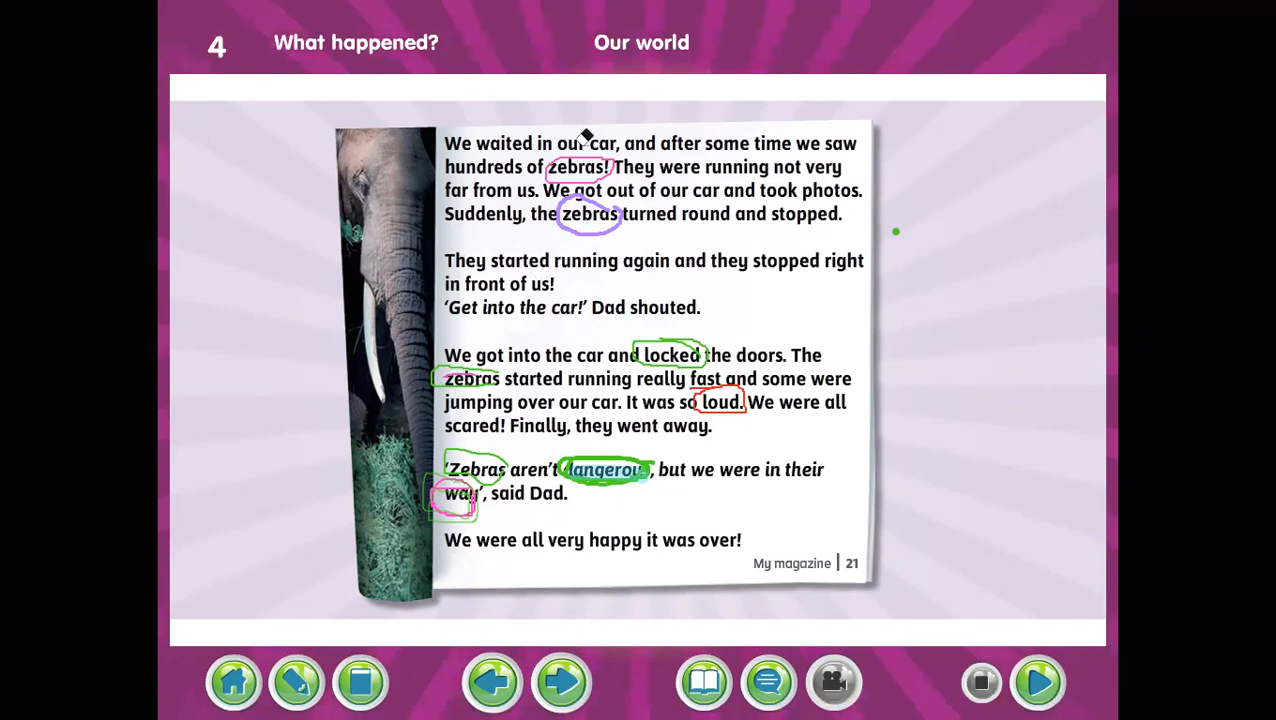 4 What happened? Our world
We waited in our car, and after some time we saw
hundreds of zebras! They were running not very
far from us. We got out of our car and took photos.
Suddenly, the zebras turned round and stopped.
They started running again and they stopped right
in front of us!
‘Get into the car!’ Dad shouted.
We got into the car and locked the doors. The
zebras started running really fast and some were
jumping over our car. It was so loud. We were all
scared! Finally, they went away.
‘Zebras aren’t dangerous, but we were in their
way’, said Dad.
We were all very happy it was over!
My magazine | 21